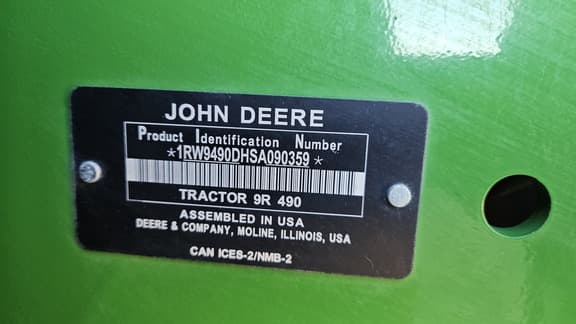 JOHN DEERE
Product Identification Number
*1RW9490DHSA090359*
TRACTOR 9R 490
ASSEMBLED IN USA
DEERE & COMPANY, MOLINE, ILLINOIS, USA
CAN ICES-2/NMB-2